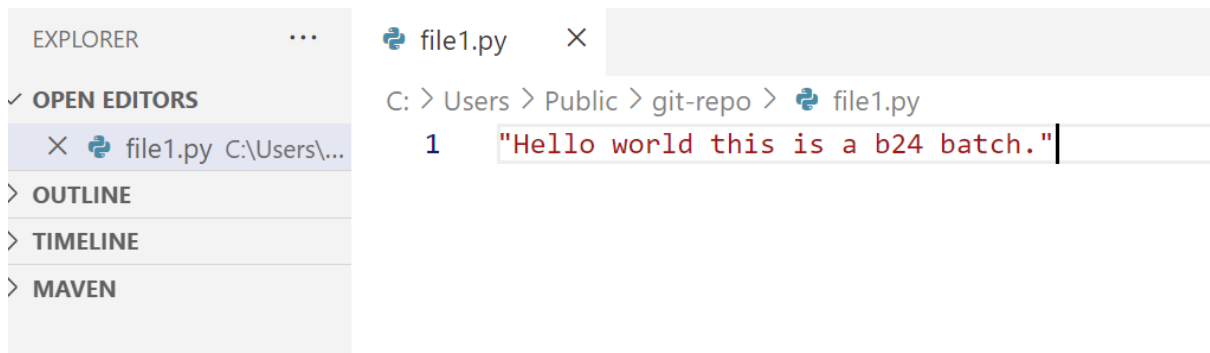 EXPLORER ...
OPEN EDITORS
file1.py C:\Users\...
OUTLINE
TIMELINE
MAVEN
file1.py
C: > Users > Public > git-repo > file1.py
1 "Hello world this is a b24 batch."